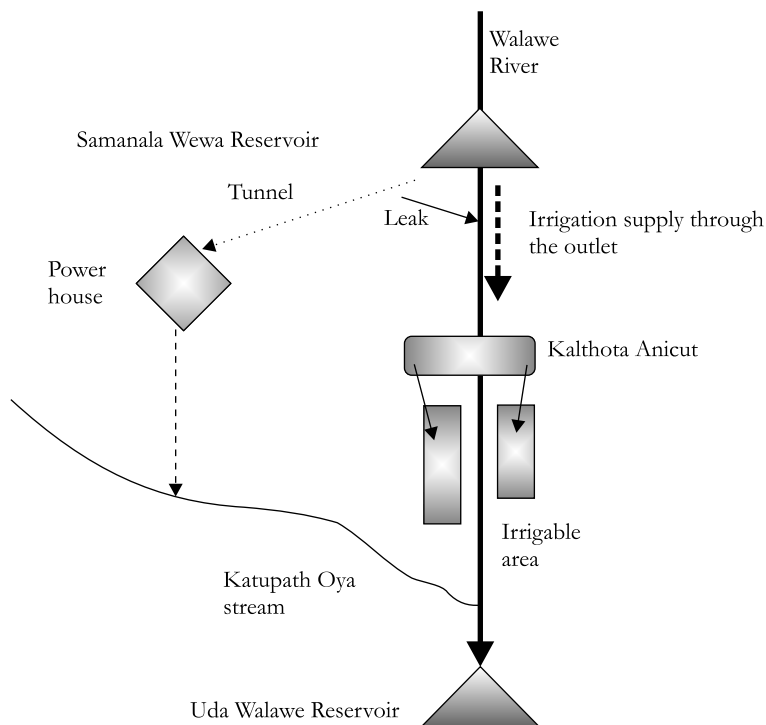 Walawe
River
Samanala Wewa Reservoir
Tunnel
Leak
Irrigation supply through
the outlet
Power
house
Kalthota Anicut
Irrigable
area
Katupath Oya
stream
Uda Walawe Reservoir